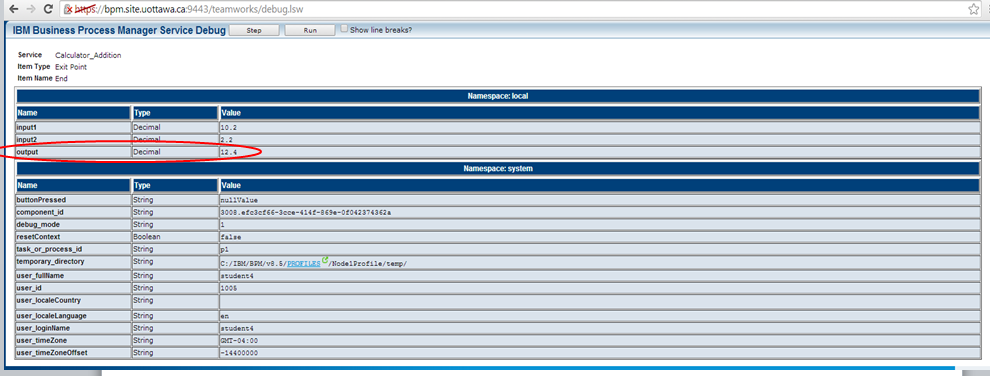 https://bpm.site.uottawa.ca:9443/teamworks/debug.lsw
IBM Business Process Manager Service Debug Step Run Show line breaks?
Service Calculator_Addition
Item Type Exit Point
Item Name End
Namespace: local
Name Type Value
input1 Decimal 10.2
input2 Decimal 2.2
output Decimal 12.4
Namespace: system
Name Type Value
buttonPressed String nullValue
component_id String 3008.efc3cf66-3cce-414f-869e-0f042374362a
debug_mode String 1
resetContext Boolean false
task_or_process_id String p1
temporary_directory String C:/IBM/BPM/v8.5/PROFILES/Node1Profile/temp/
user_fullName String student4
user_id String 1005
user_localeCountry String
user_localeLanguage String en
user_loginName String student4
user_timeZone String GMT-04:00
user_timeZoneOffset String -14400000